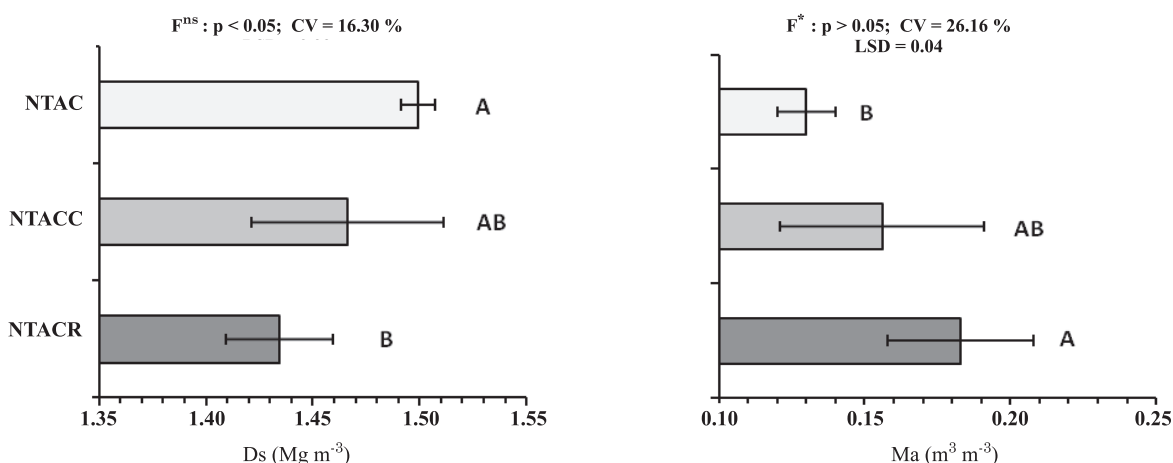 F^ns : p < 0.05; CV = 16.30 %
F^* : p > 0.05; CV = 26.16 %
LSD = 0.04
NTAC
A
B
NTACC
AB
AB
NTACR
B
A
1.35 1.40 1.45 1.50 1.55
0.10 0.15 0.20 0.25
Ds (Mg m⁻³)
Ma (m³ m⁻³)